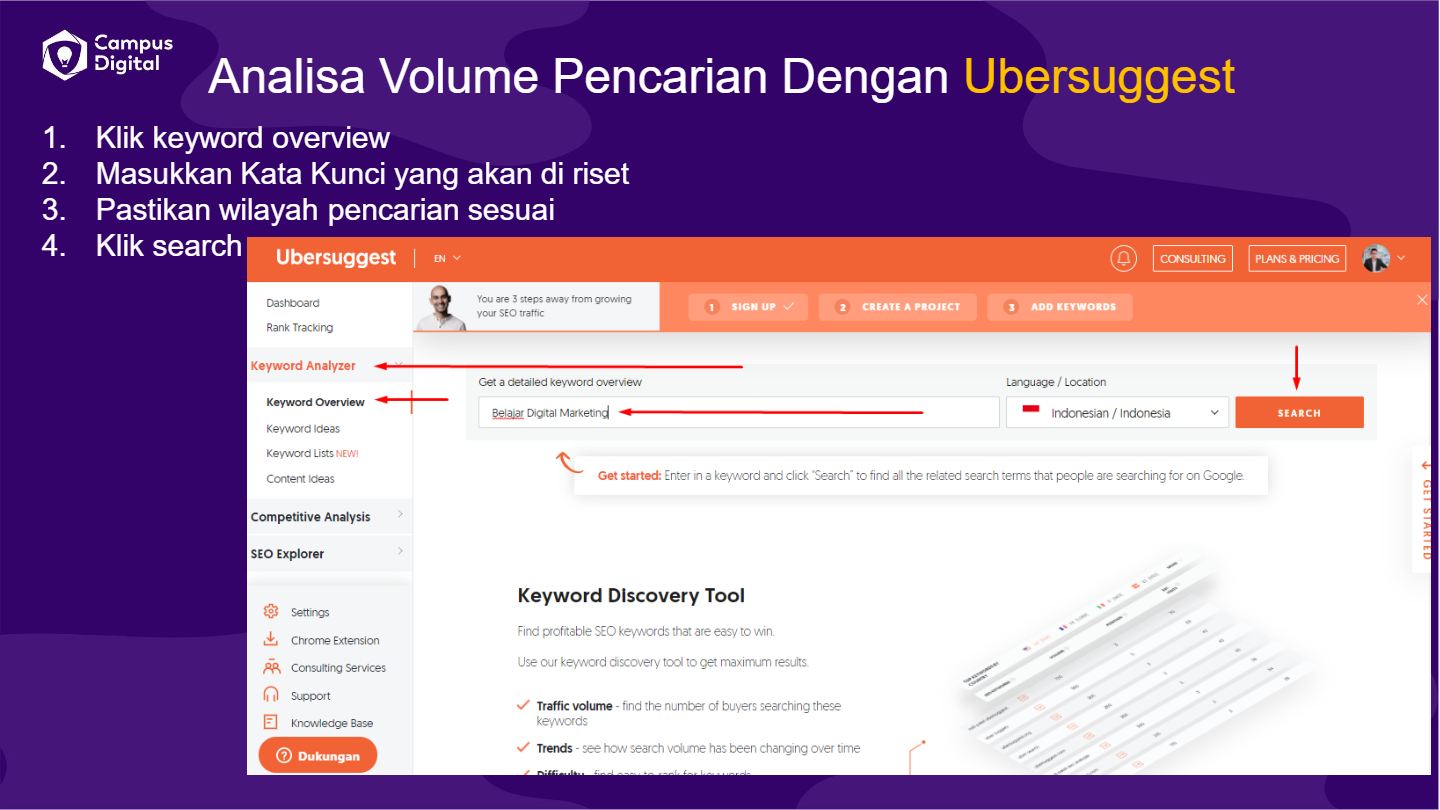 Campus
Digital
Analisa Volume Pencarian Dengan Ubersuggest
1. Klik keyword overview
2. Masukkan Kata Kunci yang akan di riset
3. Pastikan wilayah pencarian sesuai
4. Klik search
Ubersuggest EN CONSULTING PLANS & PRICING
Dashboard
Rank Tracking
Keyword Analyzer
Keyword Overview
Keyword Ideas
Keyword Lists NEW!
Content Ideas
Competitive Analysis
SEO Explorer
Settings
Chrome Extension
Consulting Services
Support
Knowledge Base
Dukungan
You are 3 steps away from growing
your SEO traffic
1 SIGN UP 2 CREATE A PROJECT 3 ADD KEYWORDS
Get a detailed keyword overview
Language / Location
Belajar Digital Marketing
Indonesian / Indonesia
SEARCH
Get started: Enter in a keyword and click "Search" to find all the related search terms that people are searching for on Google.
GET STARTED
Keyword Discovery Tool
Find profitable SEO keywords that are easy to win.
Use our keyword discovery tool to get maximum results.
Traffic volume - find the number of buyers searching these
keywords
Trends - see how search volume has been changing over time
Difficulty - find easy to rank for keywords